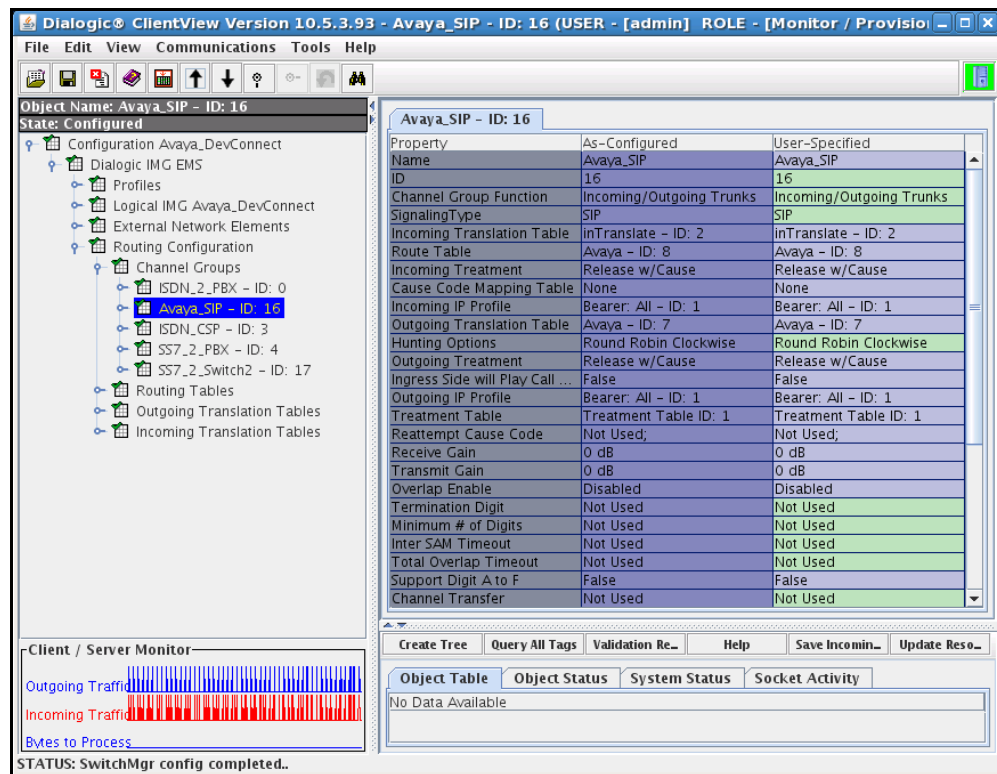 Dialogic® ClientView Version 10.5.3.93 - Avaya_SIP - ID: 16 (USER - [admin] ROLE - [Monitor / Provisio
File Edit View Communications Tools Help
Object Name: Avaya_SIP - ID: 16
State: Configured
Configuration Avaya_DevConnect
Dialogic IMG EMS
Profiles
Logical IMG Avaya_DevConnect
External Network Elements
Routing Configuration
Channel Groups
ISDN_2_PBX - ID: 0
Avaya_SIP - ID: 16
ISDN_CSP - ID: 3
SS7_2_PBX - ID: 4
SS7_2_Switch2 - ID: 17
Routing Tables
Outgoing Translation Tables
Incoming Translation Tables
Client / Server Monitor
Outgoing Traffic
Incoming Traffic
Bytes to Process
Avaya_SIP - ID: 16
Property As-Configured User-Specified
Name Avaya_SIP Avaya_SIP
ID 16 16
Channel Group Function Incoming/Outgoing Trunks Incoming/Outgoing Trunks
SignalingType SIP SIP
Incoming Translation Table inTranslate - ID: 2 inTranslate - ID: 2
Route Table Avaya - ID: 8 Avaya - ID: 8
Incoming Treatment Release w/Cause Release w/Cause
Cause Code Mapping Table None None
Incoming IP Profile Bearer: All - ID: 1 Bearer: All - ID: 1
Outgoing Translation Table Avaya - ID: 7 Avaya - ID: 7
Hunting Options Round Robin Clockwise Round Robin Clockwise
Outgoing Treatment Release w/Cause Release w/Cause
Ingress Side will Play Call ... False False
Outgoing IP Profile Bearer: All - ID: 1 Bearer: All - ID: 1
Treatment Table Treatment Table ID: 1 Treatment Table ID: 1
Reattempt Cause Code Not Used; Not Used;
Receive Gain 0 dB 0 dB
Transmit Gain 0 dB 0 dB
Overlap Enable Disabled Disabled
Termination Digit Not Used Not Used
Minimum # of Digits Not Used Not Used
Inter SAM Timeout Not Used Not Used
Total Overlap Timeout Not Used Not Used
Support Digit A to F False False
Channel Transfer Not Used Not Used
Create Tree Query All Tags Validation Re... Help Save Incomin... Update Reso...
Object Table Object Status System Status Socket Activity
No Data Available
STATUS: SwitchMgr config completed..